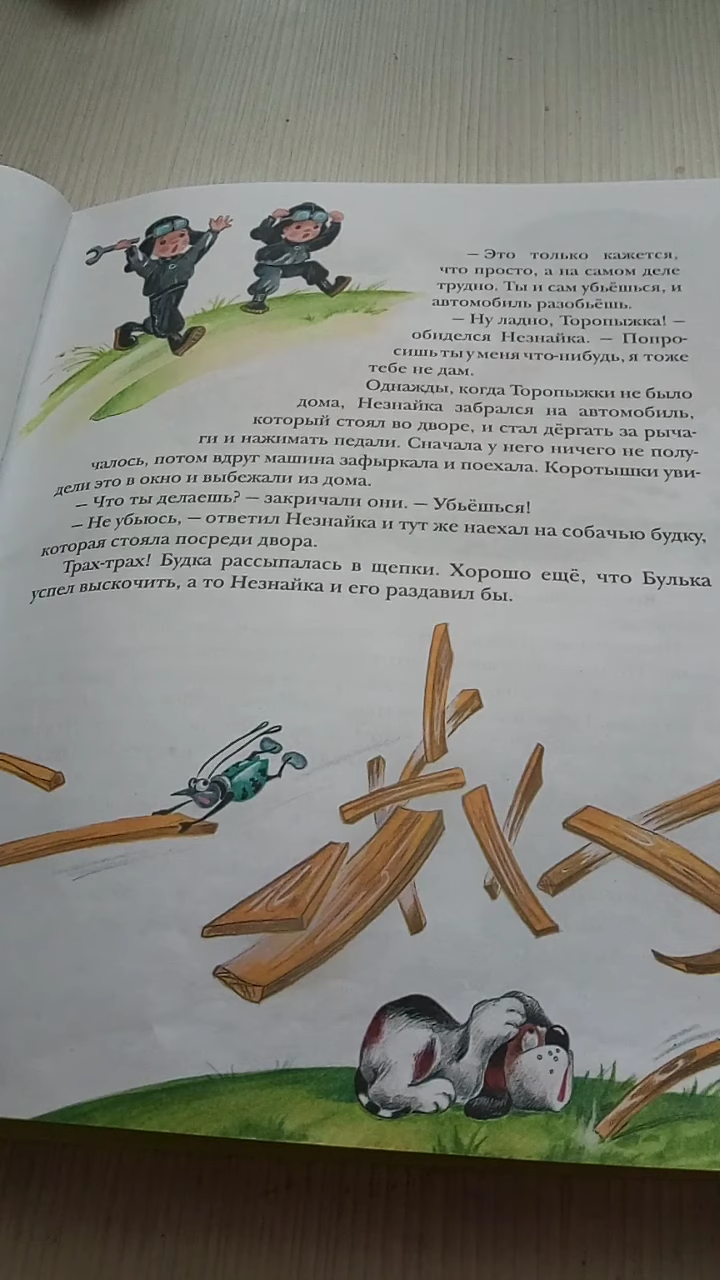 — Это только кажется,
что просто, а на самом деле
трудно. Ты и сам убьёшься, и
автомобиль разобьёшь.
— Ну ладно, Торопыжка! —
обиделся Незнайка. — Попро-
сишь ты у меня что-нибудь, я тоже
тебе не дам.
Однажды, когда Торопыжки не было
дома, Незнайка забрался на автомобиль,
который стоял во дворе, и стал дёргать за рыча-
ги и нажимать педали. Сначала у него ничего не полу-
чалось, потом вдруг машина зафыркала и поехала. Коротышки уви-
дели это в окно и выбежали из дома.
— Что ты делаешь? — закричали они. — Убьёшься!
— Не убьюсь, — ответил Незнайка и тут же наехал на собачью будку,
которая стояла посреди двора.
Трах-трах! Будка рассыпалась в щепки. Хорошо ещё, что Булька
успел выскочить, а то Незнайка и его раздавил бы.